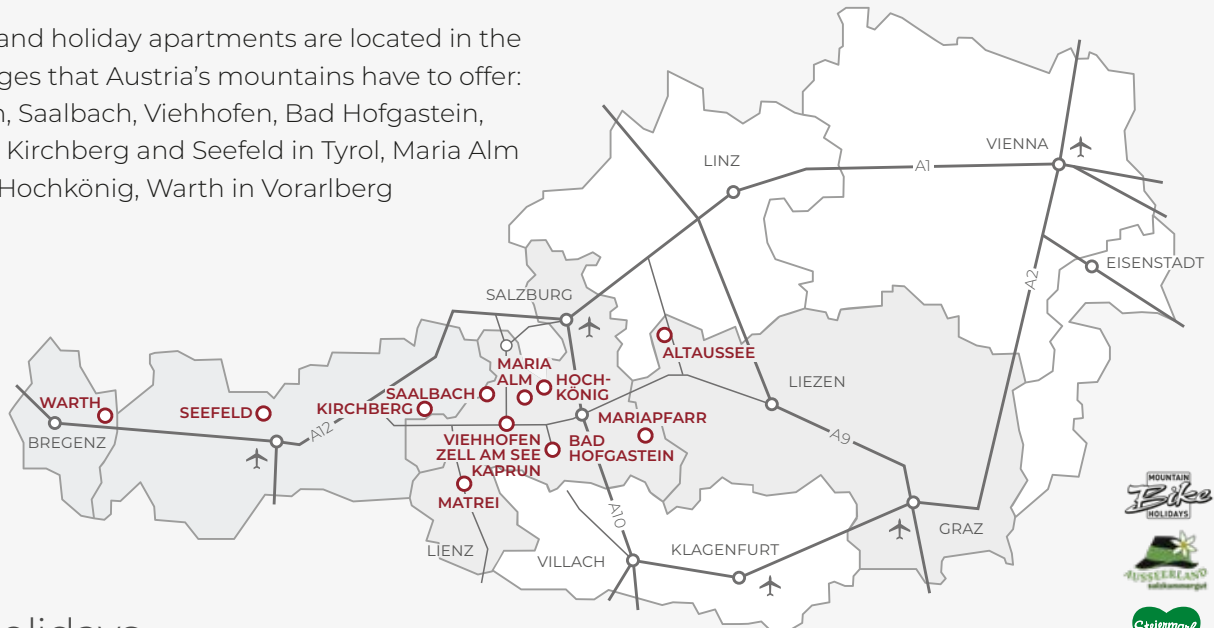 and holiday apartments are located in the
ges that Austria's mountains have to offer:
, Saalbach, Viehhofen, Bad Hofgastein,
Kirchberg and Seefeld in Tyrol, Maria Alm
Hochkönig, Warth in Vorarlberg
VIENNA
LINZ
A1
EISENSTADT
A2
SALZBURG
ALTAUSSEE
MARIA
ALM
HOCH-
KÖNIG
LIEZEN
SAALBACH
KIRCHBERG
SEEFELD
WARTH
BREGENZ
A12
MARIAPFARR
A9
VIEHHOFEN
ZELL AM SEE
KAPRUN
BAD
HOFGASTEIN
MATREI
A10
GRAZ
LIENZ
VILLACH
KLAGENFURT
MOUNTAIN
Bike
HOLIDAYS
AUSSEERLAND
salzkammergut
Steiermark
olidays